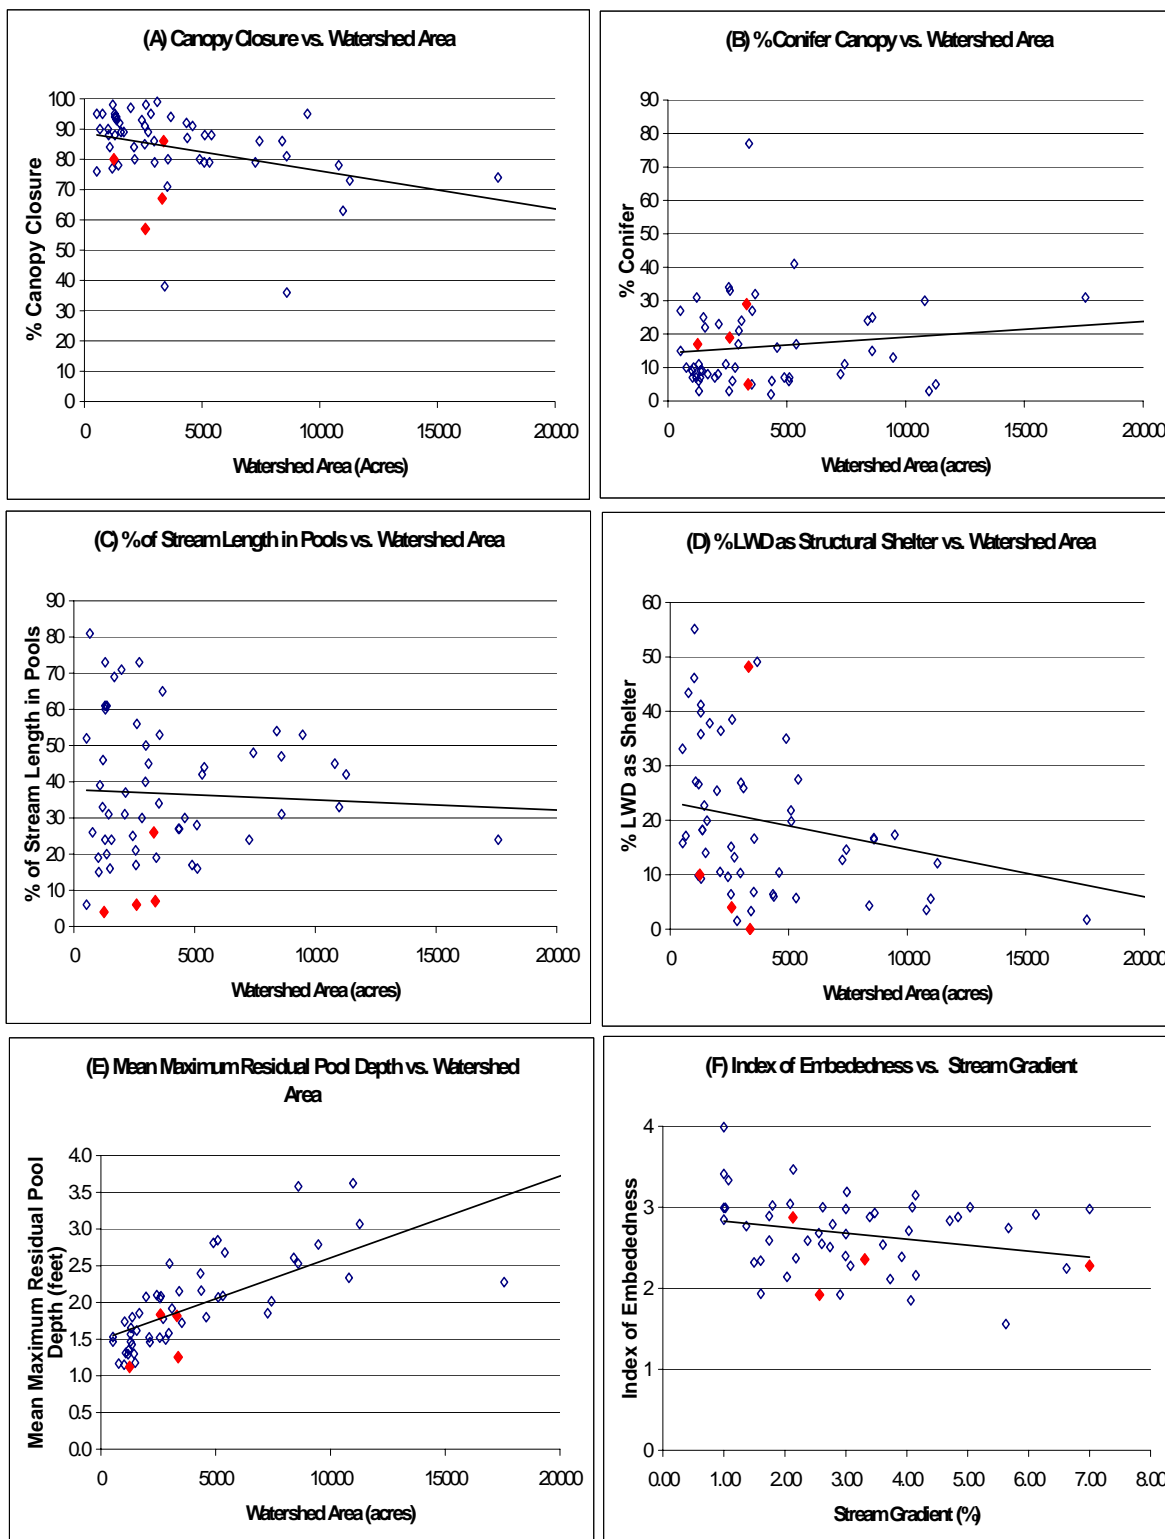 (A) Canopy Closure vs. Watershed Area
100
90
80
70
60
50
40
30
20
10
0
% Canopy Closure
0 5000 10000 15000 20000
Watershed Area (Acres)
(B) % Conifer Canopy vs. Watershed Area
90
80
70
60
50
40
30
20
10
0
% Conifer
0 5000 10000 15000 20000
Watershed Area (acres)
(C) % of Stream Length in Pools vs. Watershed Area
90
80
70
60
50
40
30
20
10
0
% of Stream Length in Pools
0 5000 10000 15000 20000
Watershed Area (acres)
(D) % LWD as Structural Shelter vs. Watershed Area
60
50
40
30
20
10
0
% LWD as Shelter
0 5000 10000 15000 20000
Watershed Area (acres)
(E) Mean Maximum Residual Pool Depth vs. Watershed
Area
4.0
3.5
3.0
2.5
2.0
1.5
1.0
0.5
0.0
Mean Maximum Residual Pool
Depth (feet)
0 5000 10000 15000 20000
Watershed Area (acres)
(F) Index of Embededness vs. Stream Gradient
4
3
2
1
0
Index of Embededness
0.00 1.00 2.00 3.00 4.00 5.00 6.00 7.00 8.00
Stream Gradient (%)